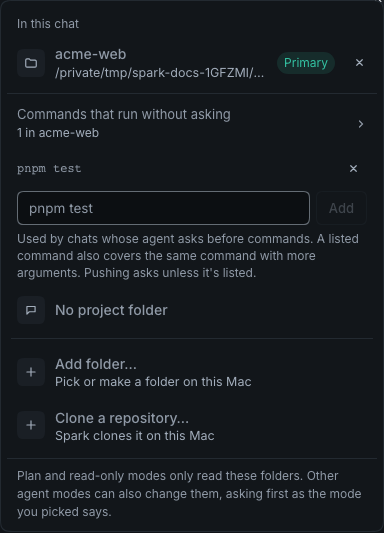 In this chat
acme-web
/private/tmp/spark-docs-1GFZMI/...
Primary
Commands that run without asking
1 in acme-web
pnpm test
pnpm test
Add
Used by chats whose agent asks before commands. A listed
command also covers the same command with more
arguments. Pushing asks unless it's listed.
No project folder
Add folder...
Pick or make a folder on this Mac
Clone a repository...
Spark clones it on this Mac
Plan and read-only modes only read these folders. Other
agent modes can also change them, asking first as the mode
you picked says.